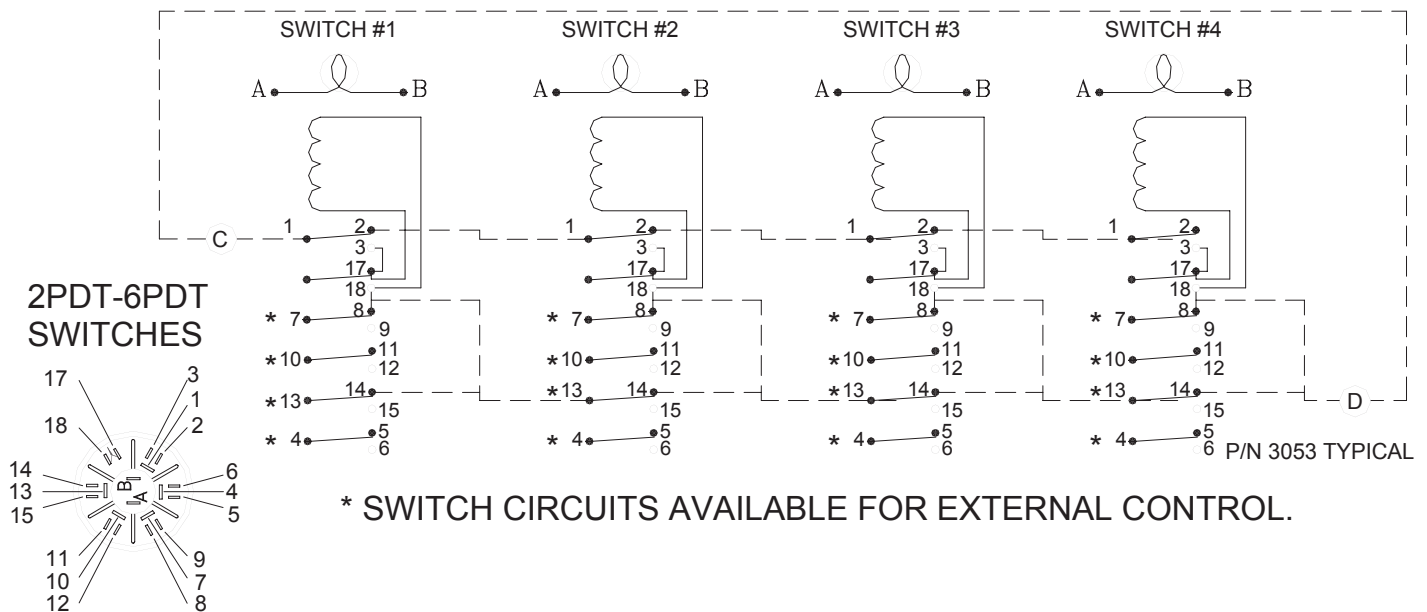 SWITCH #1 SWITCH #2 SWITCH #3 SWITCH #4
A B A B A B A B
1 2 1 2 1 2 1 2
C
3 3 3 3
17 17 17 17
18 18 18 18
* 7 8 * 7 8 * 7 8 * 7 8
9 9 9 9
* 10 11 * 10 11 * 10 11 * 10 11
12 12 12 12
* 13 14 * 13 14 * 13 14 * 13 14
D
15 15 15 15
* 4 5 * 4 5 * 4 5 * 4 5
6 6 6 6
P/N 3053 TYPICAL
2PDT-6PDT
SWITCHES
17 3
1
18 2
14 6
13 B A 4
15 5
11 9
10 7
12 8
* SWITCH CIRCUITS AVAILABLE FOR EXTERNAL CONTROL.